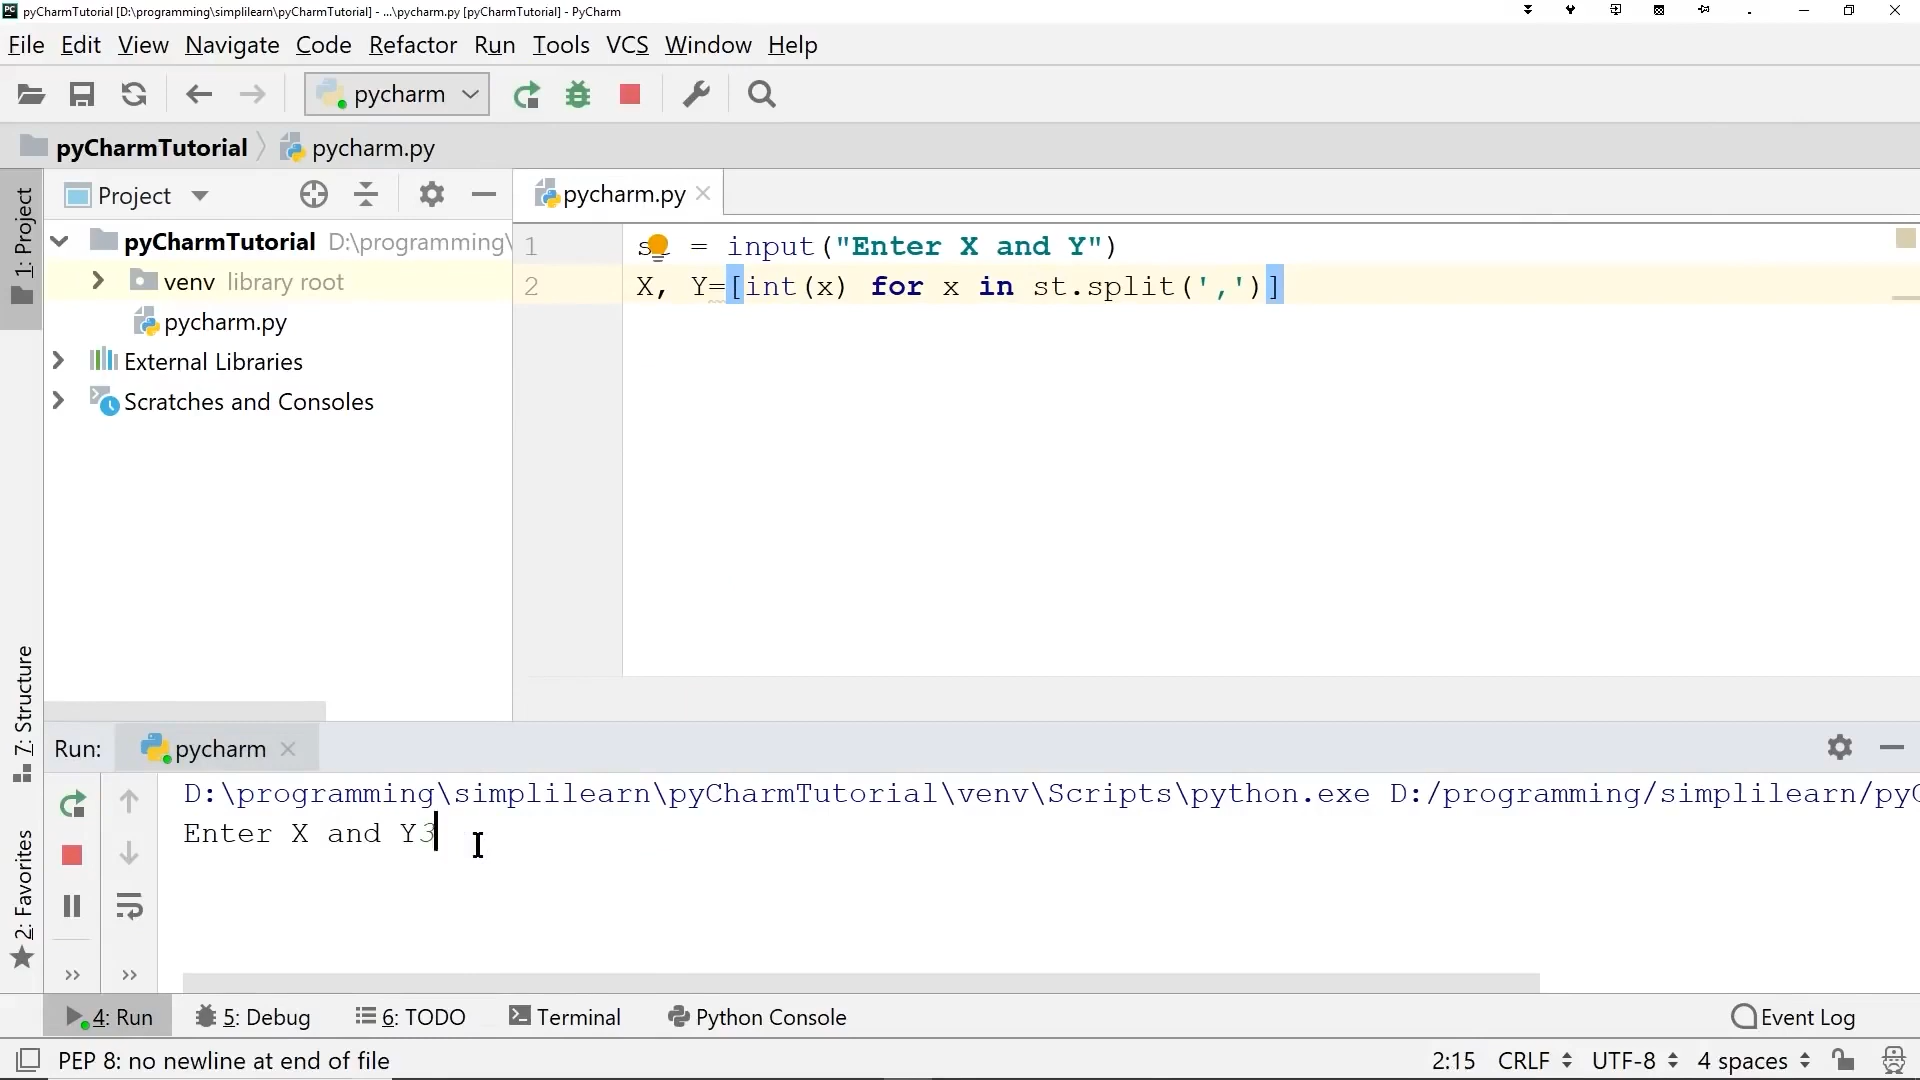 pyCharmTutorial [D:\programming\simplilearn\pyCharmTutorial] - ...\pycharm.py [pyCharmTutorial] - PyCharm
File Edit View Navigate Code Refactor Run Tools VCS Window Help
pycharm
pyCharmTutorial pycharm.py
1: Project
Project
pycharm.py
pyCharmTutorial D:\programming\
venv library root
pycharm.py
External Libraries
Scratches and Consoles
1 = input("Enter X and Y")
2 X, Y=[int(x) for x in st.split(',')]
7: Structure
2: Favorites
Run: pycharm
D:\programming\simplilearn\pyCharmTutorial\venv\Scripts\python.exe D:/programming/simplilearn/pyC
Enter X and Y3
4: Run 5: Debug 6: TODO Terminal Python Console Event Log
PEP 8: no newline at end of file 2:15 CRLF UTF-8 4 spaces